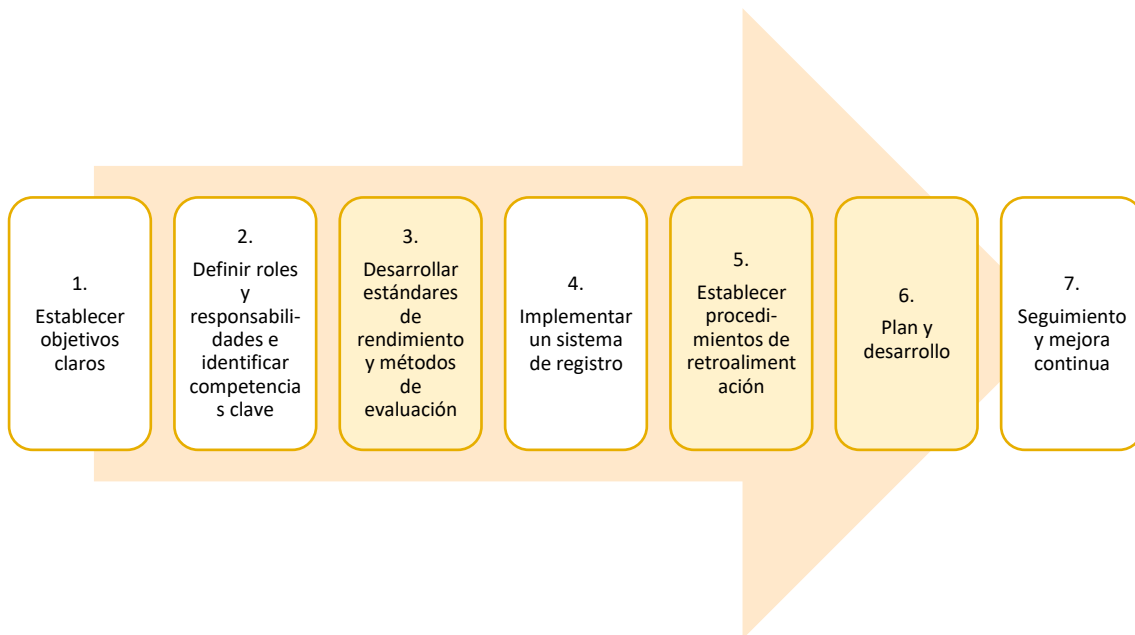 1.
Establecer
objetivos
claros
2.
Definir roles
y
responsabili-
dades e
identificar
competencia
s clave
3.
Desarrollar
estándares
de
rendimiento
y métodos
de
evaluación
4.
Implementar
un sistema
de registro
5.
Establecer
procedi-
mientos de
retroaliment
ación
6.
Plan y
desarrollo
7.
Seguimiento
y mejora
continua